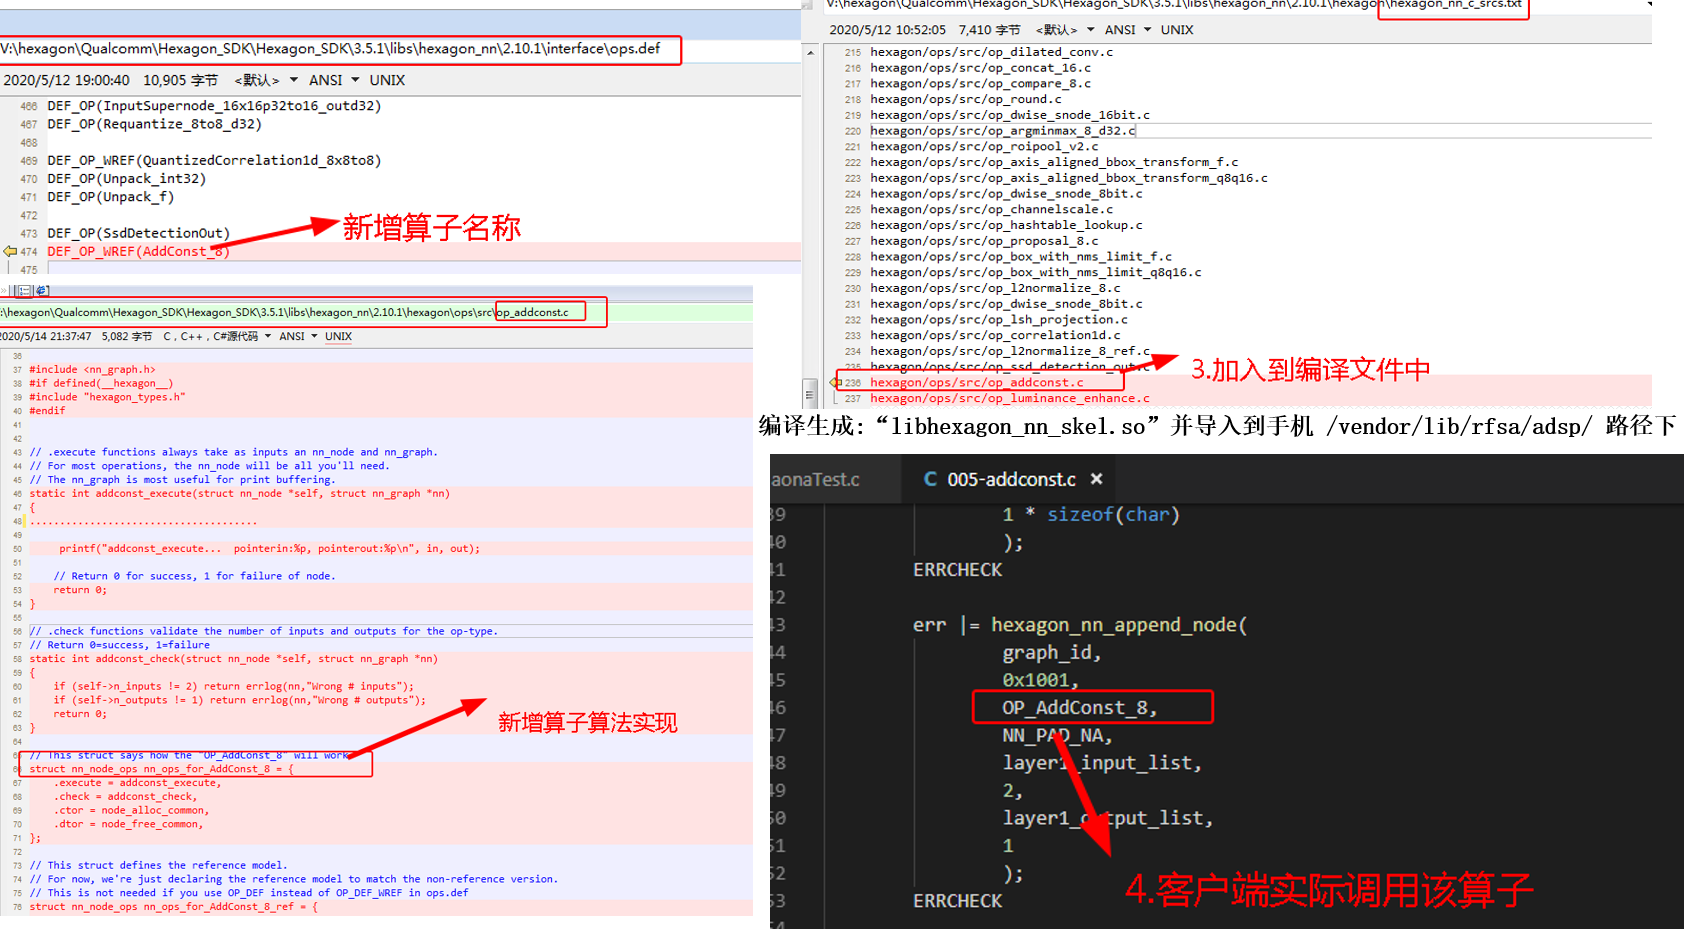 V:\hexagon\Qualcomm\Hexagon_SDK\Hexagon_SDK\3.5.1\libs\hexagon_nn\2.10.1\interface\ops.def
2020/5/12 19:00:40 10,905 字节 <默认> ANSI UNIX
466 DEF_OP(InputSupernode_16x16p32to16_outd32)
467 DEF_OP(Requantize_8to8_d32)
468
469 DEF_OP_WREF(QuantizedCorrelation1d_8x8to8)
470 DEF_OP(Unpack_int32)
471 DEF_OP(Unpack_f)
472
473 DEF_OP(SsdDetectionOut)
474 DEF_OP_WREF(AddConst_8)
475
新增算子名称
:\hexagon\Qualcomm\Hexagon_SDK\Hexagon_SDK\3.5.1\libs\hexagon_nn\2.10.1\hexagon\ops\src\op_addconst.c
2020/5/14 21:37:47 5,082 字节 C，C++，C#源代码 ANSI UNIX
36
37 #include <nn_graph.h>
38 #if defined(__hexagon__)
39 #include "hexagon_types.h"
40 #endif
41
42
43 // .execute functions always take as inputs an nn_node and nn_graph.
44 // For most operations, the nn_node will be all you'll need.
45 // The nn_graph is most useful for print buffering.
46 static int addconst_execute(struct nn_node *self, struct nn_graph *nn)
47 {
48 ......................................
49
50 printf("addconst_execute... pointerin:%p, pointerout:%p\n", in, out);
51
52 // Return 0 for success, 1 for failure of node.
53 return 0;
54 }
55
56 // .check functions validate the number of inputs and outputs for the op-type.
57 // Return 0=success, 1=failure
58 static int addconst_check(struct nn_node *self, struct nn_graph *nn)
59 {
60 if (self->n_inputs != 2) return errlog(nn,"Wrong # inputs");
61 if (self->n_outputs != 1) return errlog(nn,"Wrong # outputs");
62 return 0;
63 }
64
65 // This struct says how the "OP_AddConst_8" will work
66 struct nn_node_ops nn_ops_for_AddConst_8 = {
67 .execute = addconst_execute,
68 .check = addconst_check,
69 .ctor = node_alloc_common,
70 .dtor = node_free_common,
71 };
72
73 // This struct defines the reference model.
74 // For now, we're just declaring the reference model to match the non-reference version.
75 // This is not needed if you use OP_DEF instead of OP_DEF_WREF in ops.def
76 struct nn_node_ops nn_ops_for_AddConst_8_ref = {
新增算子算法实现
V:\hexagon\Qualcomm\Hexagon_SDK\Hexagon_SDK\3.5.1\libs\hexagon_nn\2.10.1\hexagon\hexagon_nn_c_srcs.txt
2020/5/12 10:52:05 7,410 字节 <默认> ANSI UNIX
215 hexagon/ops/src/op_dilated_conv.c
216 hexagon/ops/src/op_concat_16.c
217 hexagon/ops/src/op_compare_8.c
218 hexagon/ops/src/op_round.c
219 hexagon/ops/src/op_dwise_snode_16bit.c
220 hexagon/ops/src/op_argminmax_8_d32.c
221 hexagon/ops/src/op_roipool_v2.c
222 hexagon/ops/src/op_axis_aligned_bbox_transform_f.c
223 hexagon/ops/src/op_axis_aligned_bbox_transform_q8q16.c
224 hexagon/ops/src/op_dwise_snode_8bit.c
225 hexagon/ops/src/op_channelscale.c
226 hexagon/ops/src/op_hashtable_lookup.c
227 hexagon/ops/src/op_proposal_8.c
228 hexagon/ops/src/op_box_with_nms_limit_f.c
229 hexagon/ops/src/op_box_with_nms_limit_q8q16.c
230 hexagon/ops/src/op_l2normalize_8.c
231 hexagon/ops/src/op_dwise_snode_8bit.c
232 hexagon/ops/src/op_lsh_projection.c
233 hexagon/ops/src/op_correlation1d.c
234 hexagon/ops/src/op_l2normalize_8_ref.c
235 hexagon/ops/src/op_ssd_detection_out.c
236 hexagon/ops/src/op_addconst.c
237 hexagon/ops/src/op_luminance_enhance.c
3.加入到编译文件中
编译生成:“libhexagon_nn_skel.so”并导入到手机 /vendor/lib/rfsa/adsp/ 路径下
aonaTest.c C 005-addconst.c ×
39 1 * sizeof(char)
40 );
41 ERRCHECK
42
43 err |= hexagon_nn_append_node(
44 graph_id,
45 0x1001,
46 OP_AddConst_8,
47 NN_PAD_NA,
48 layer1_input_list,
49 2,
50 layer1_output_list,
51 1
52 );
53 ERRCHECK
54
4.客户端实际调用该算子